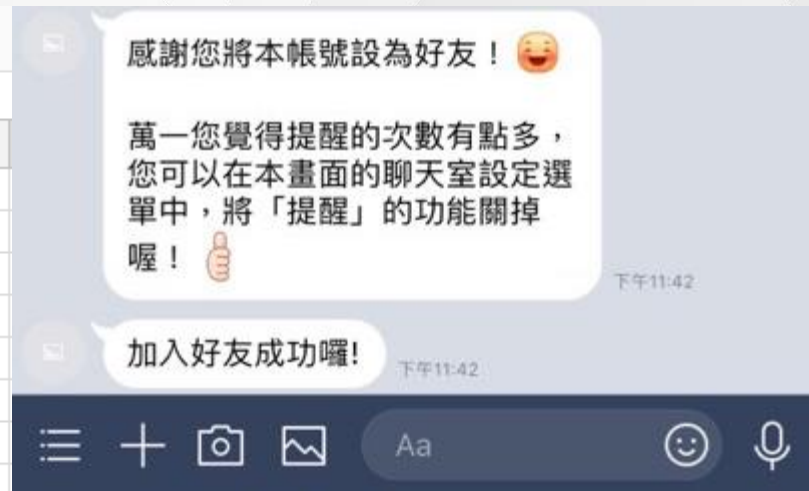 感謝您將本帳號設為好友！
萬一您覺得提醒的次數有點多，
您可以在本畫面的聊天室設定選
單中，將「提醒」的功能關掉
喔！
下午11:42
加入好友成功囉!
下午11:42
Aa